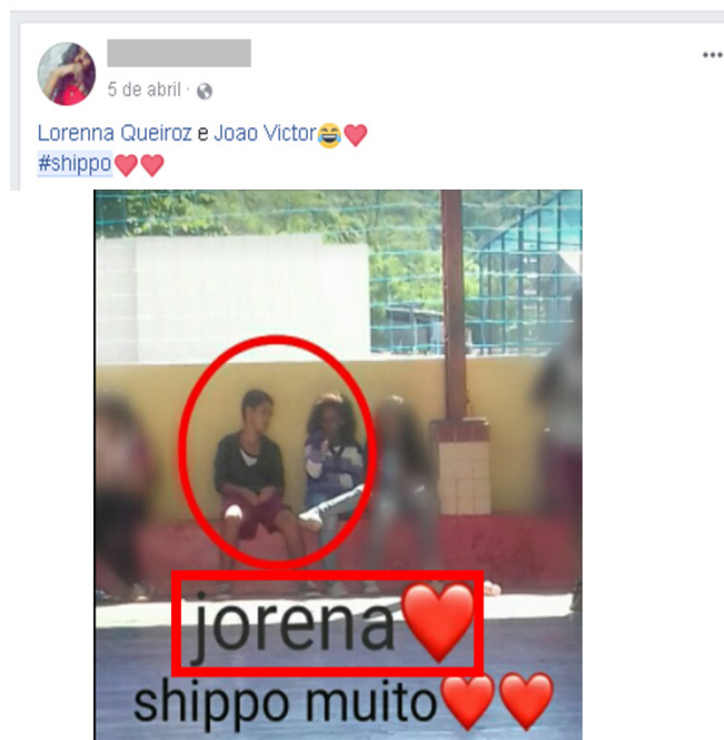 5 de abril ·
Lorenna Queiroz e Joao Victor😂❤
#shippo❤❤
jorena❤
shippo muito❤❤